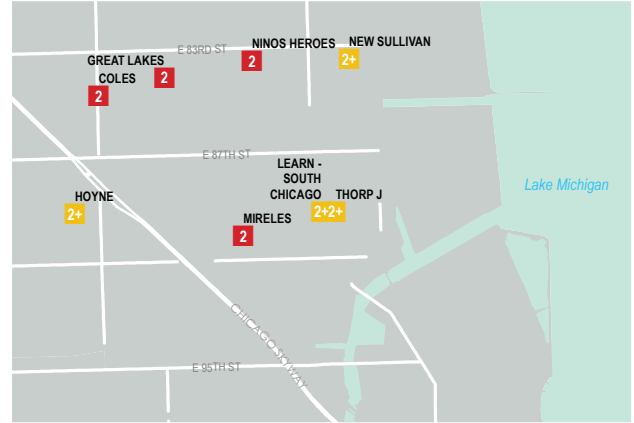 E 83RD ST
NINOS HEROES
NEW SULLIVAN
2
2+
GREAT LAKES
2
COLES
2
E 87TH ST
LEARN -
SOUTH
CHICAGO
THORP J
2+2+
Lake Michigan
HOYNE
2+
MIRELES
2
CHICAGO SKYWAY
E 95TH ST